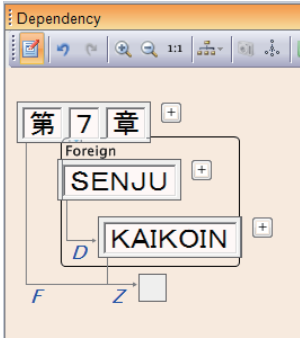 Dependency
1:1
第 7 章
Foreign
SENJU
KAIKOIN
D
F Z